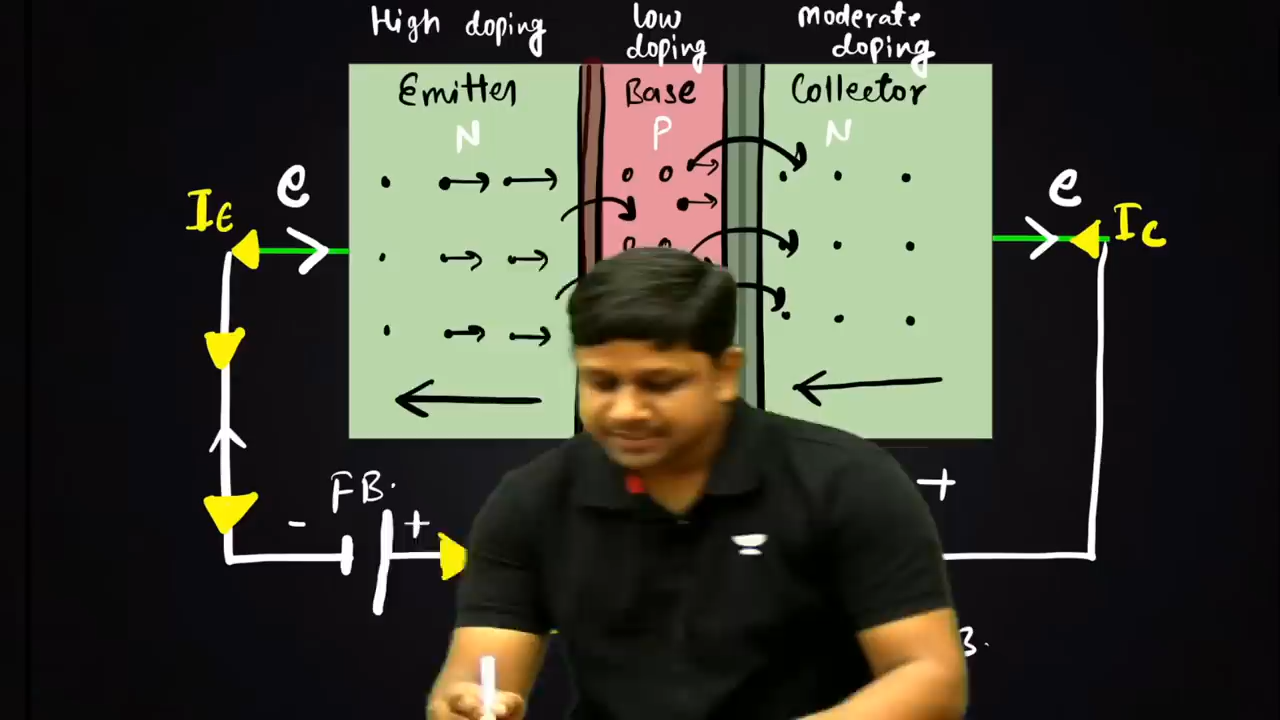 High doping
low
doping
moderate
doping
Emitter
Base
Collector
N
P
N
e
e
IE
IC
FB.
-
+
+
B.